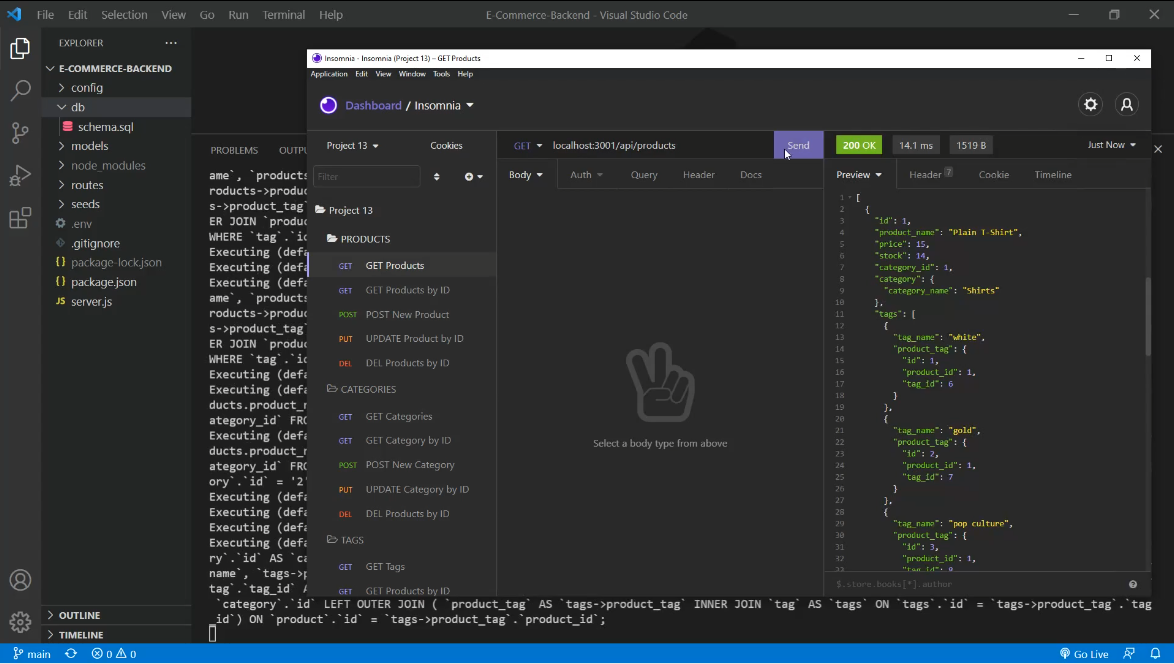 File Edit Selection View Go Run Terminal Help
E-Commerce-Backend - Visual Studio Code
EXPLORER
E-COMMERCE-BACKEND
config
db
schema.sql
models
node_modules
routes
seeds
.env
.gitignore
package-lock.json
package.json
JS server.js
OUTLINE
TIMELINE
main
0 0
Go Live
PROBLEMS OUTPU
ame`, `products
roducts->produc
s->product_tag`
ER JOIN `produc
WHERE `tag`.`id
Executing (defa
Executing (defa
Executing (defa
ame`, `products
roducts->produc
s->product_tag`
ER JOIN `produc
WHERE `tag`.`id
Executing (defa
Executing (defa
ducts.product_n
ategory_id` FRO
Executing (defa
ducts.product_n
ategory_id` FRO
ory`.`id` = '2'
Executing (defa
Executing (defa
Executing (defa
Executing (defa
ry`.`id` AS `ca
name`, `tags->p
tag`.`tag_id` A
`category`.`id` LEFT OUTER JOIN ( `product_tag` AS `tags->product_tag` INNER JOIN `tag` AS `tags` ON `tags`.`id` = `tags->product_tag`.`tag_
id`) ON `product`.`id` = `tags->product_tag`.`product_id`;
Insomnia - Insomnia (Project 13) – GET Products
Application Edit View Window Tools Help
Dashboard / Insomnia
Project 13 Cookies
Filter
Project 13
PRODUCTS
GET GET Products
GET GET Products by ID
POST POST New Product
PUT UPDATE Product by ID
DEL DEL Products by ID
CATEGORIES
GET GET Categories
GET GET Category by ID
POST POST New Category
PUT UPDATE Category by ID
DEL DEL Products by ID
TAGS
GET GET Tags
GET GET Products by ID
GET localhost:3001/api/products Send
Body Auth Query Header Docs
Select a body type from above
200 OK 14.1 ms 1519 B Just Now
Preview Header 7 Cookie Timeline
1 [
2 {
3 "id": 1,
4 "product_name": "Plain T-Shirt",
5 "price": 15,
6 "stock": 14,
7 "category_id": 1,
8 "category": {
9 "category_name": "Shirts"
10 },
11 "tags": [
12 {
13 "tag_name": "white",
14 "product_tag": {
15 "id": 1,
16 "product_id": 1,
17 "tag_id": 6
18 }
19 },
20 {
21 "tag_name": "gold",
22 "product_tag": {
23 "id": 2,
24 "product_id": 1,
25 "tag_id": 7
26 }
27 },
28 {
29 "tag_name": "pop culture",
30 "product_tag": {
31 "id": 3,
32 "product_id": 1,
33 "tag_id": 8
$.store.books[*].author